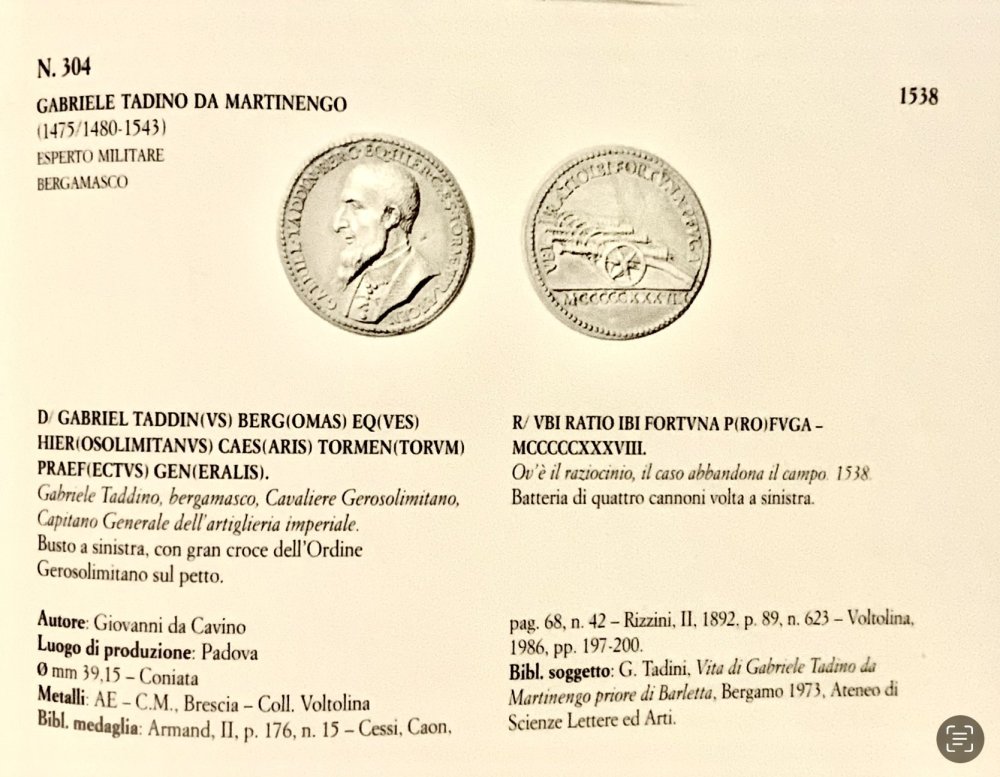 N. 304
GABRIELE TADINO DA MARTINENGO
1538
(1475/1480-1543)
ESPERTO MILITARE
BERGAMASCO
VBI RATIO IBI FORTVNA P FVGA
MCCCCCXXXVIII
D/ GABRIEL TADDIN(VS) BERG(OMAS) EQ(VES)
HIER(OSOLIMITANVS) CAES(ARIS) TORMEN(TORVM)
PRAEF(ECTVS) GEN(ERALIS).
Gabriele Taddino, bergamasco, Cavaliere Gerosolimitano,
Capitano Generale dell'artiglieria imperiale.
Busto a sinistra, con gran croce dell'Ordine
Gerosolimitano sul petto.
R/ VBI RATIO IBI FORTVNA P(RO)FVGA –
MCCCCCXXXVIII.
Ov'è il raziocinio, il caso abbandona il campo. 1538.
Batteria di quattro cannoni volta a sinistra.
Autore: Giovanni da Cavino
Luogo di produzione: Padova
Ø mm 39,15 – Coniata
Metalli: AE – C.M., Brescia – Coll. Voltolina
Bibl. medaglia: Armand, II, p. 176, n. 15 – Cessi, Caon,
pag. 68, n. 42 – Rizzini, II, 1892, p. 89, n. 623 – Voltolina,
1986, pp. 197-200.
Bibl. soggetto: G. Tadini, Vita di Gabriele Tadino da
Martinengo priore di Barletta, Bergamo 1973, Ateneo di
Scienze Lettere ed Arti.